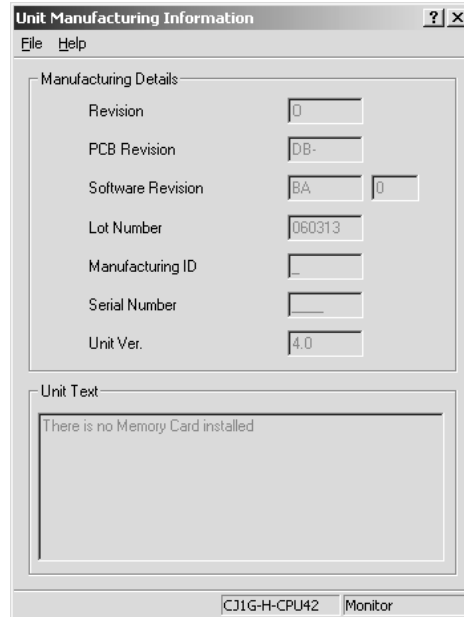 Unit Manufacturing Information ? X
File Help
Manufacturing Details
Revision O
PCB Revision DB-
Software Revision BA 0
Lot Number 060313
Manufacturing ID _
Serial Number ____
Unit Ver. 4.0
Unit Text
There is no Memory Card installed
CJ1G-H-CPU42 Monitor